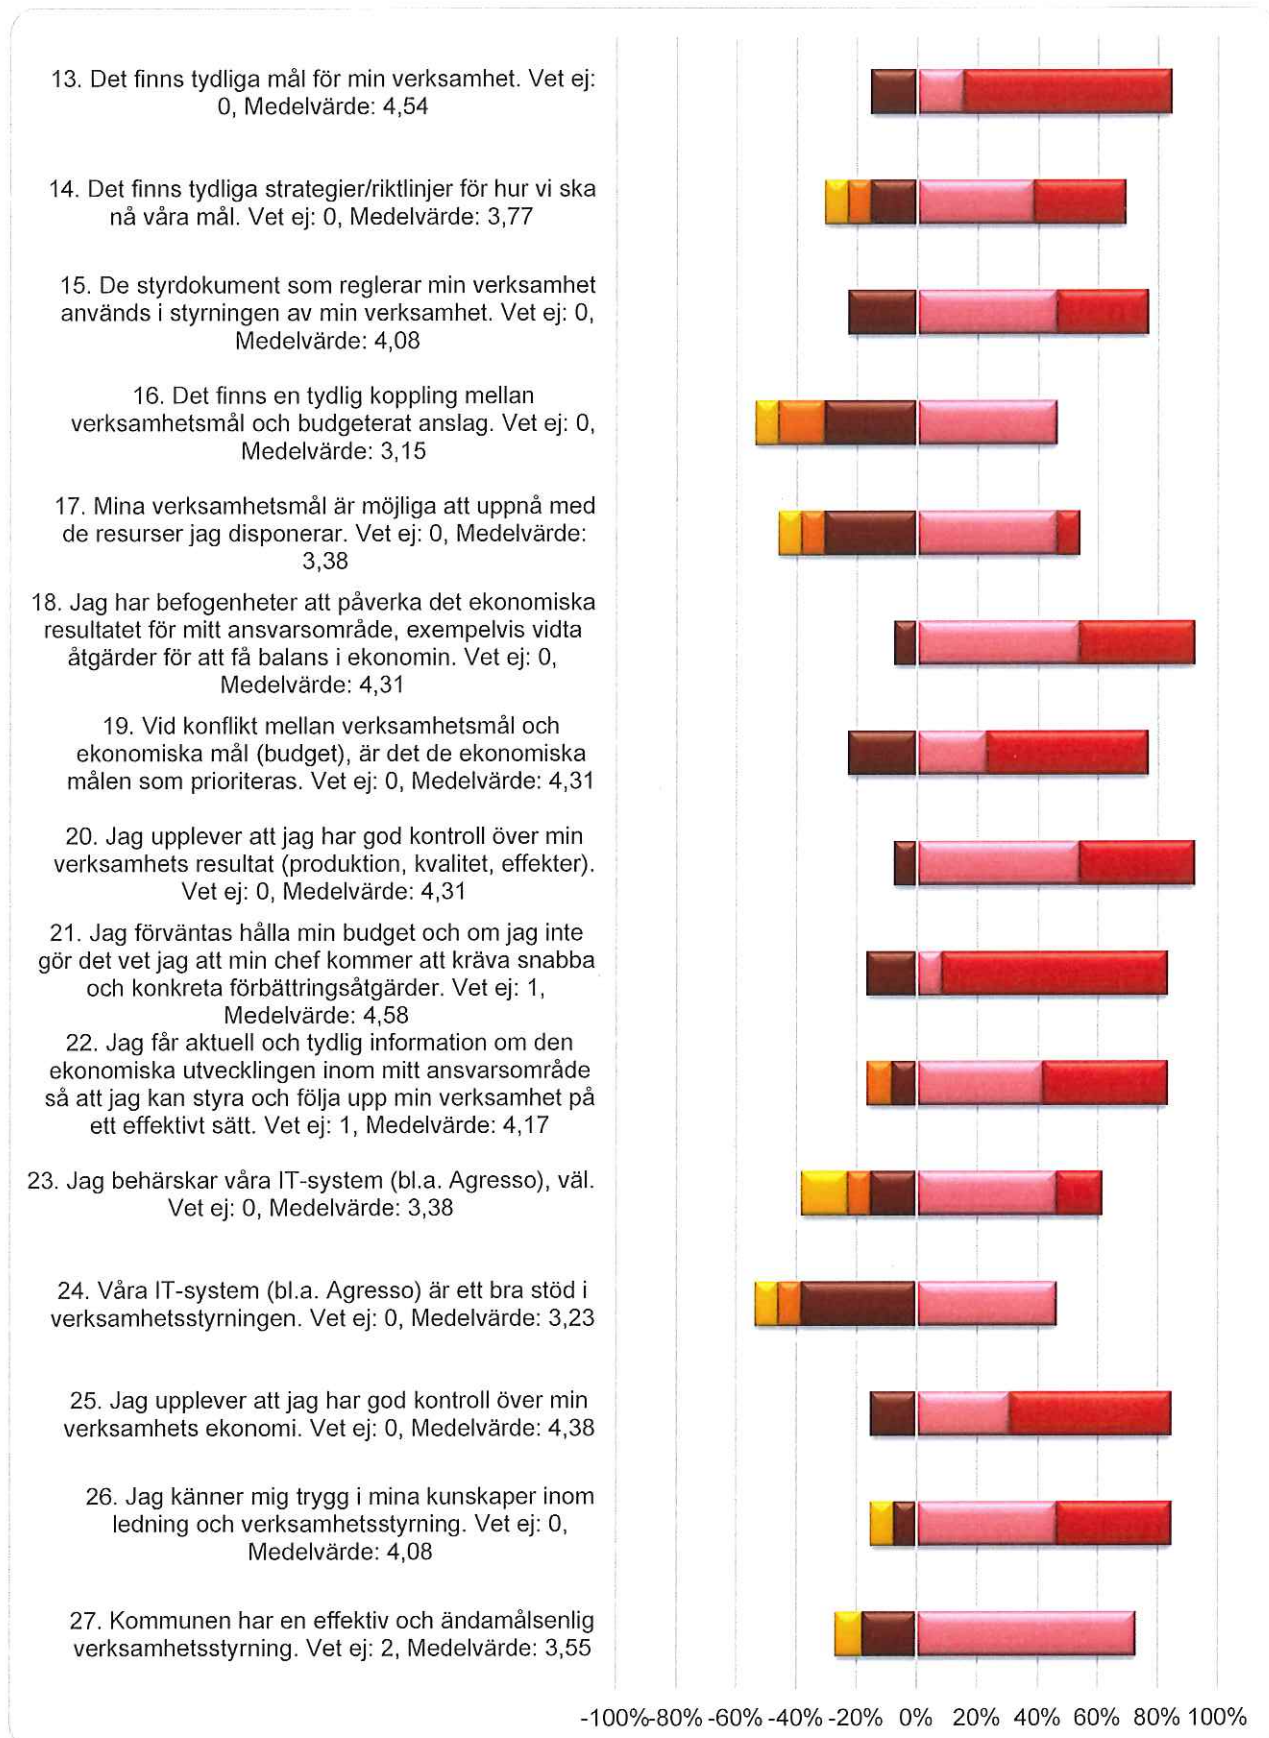 13. Det finns tydliga mål för min verksamhet. Vet ej:
0, Medelvärde: 4,54
14. Det finns tydliga strategier/riktlinjer för hur vi ska
nå våra mål. Vet ej: 0, Medelvärde: 3,77
15. De styrdokument som reglerar min verksamhet
används i styrningen av min verksamhet. Vet ej: 0,
Medelvärde: 4,08
16. Det finns en tydlig koppling mellan
verksamhetsmål och budgeterat anslag. Vet ej: 0,
Medelvärde: 3,15
17. Mina verksamhetsmål är möjliga att uppnå med
de resurser jag disponerar. Vet ej: 0, Medelvärde:
3,38
18. Jag har befogenheter att påverka det ekonomiska
resultatet för mitt ansvarsområde, exempelvis vidta
åtgärder för att få balans i ekonomin. Vet ej: 0,
Medelvärde: 4,31
19. Vid konflikt mellan verksamhetsmål och
ekonomiska mål (budget), är det de ekonomiska
målen som prioriteras. Vet ej: 0, Medelvärde: 4,31
20. Jag upplever att jag har god kontroll över min
verksamhets resultat (produktion, kvalitet, effekter).
Vet ej: 0, Medelvärde: 4,31
21. Jag förväntas hålla min budget och om jag inte
gör det vet jag att min chef kommer att kräva snabba
och konkreta förbättringsåtgärder. Vet ej: 1,
Medelvärde: 4,58
22. Jag får aktuell och tydlig information om den
ekonomiska utvecklingen inom mitt ansvarsområde
så att jag kan styra och följa upp min verksamhet på
ett effektivt sätt. Vet ej: 1, Medelvärde: 4,17
23. Jag behärskar våra IT-system (bl.a. Agresso), väl.
Vet ej: 0, Medelvärde: 3,38
24. Våra IT-system (bl.a. Agresso) är ett bra stöd i
verksamhetsstyrningen. Vet ej: 0, Medelvärde: 3,23
25. Jag upplever att jag har god kontroll över min
verksamhets ekonomi. Vet ej: 0, Medelvärde: 4,38
26. Jag känner mig trygg i mina kunskaper inom
ledning och verksamhetsstyrning. Vet ej: 0,
Medelvärde: 4,08
27. Kommunen har en effektiv och ändamålsenlig
verksamhetsstyrning. Vet ej: 2, Medelvärde: 3,55
-100% -80% -60% -40% -20% 0% 20% 40% 60% 80% 100%